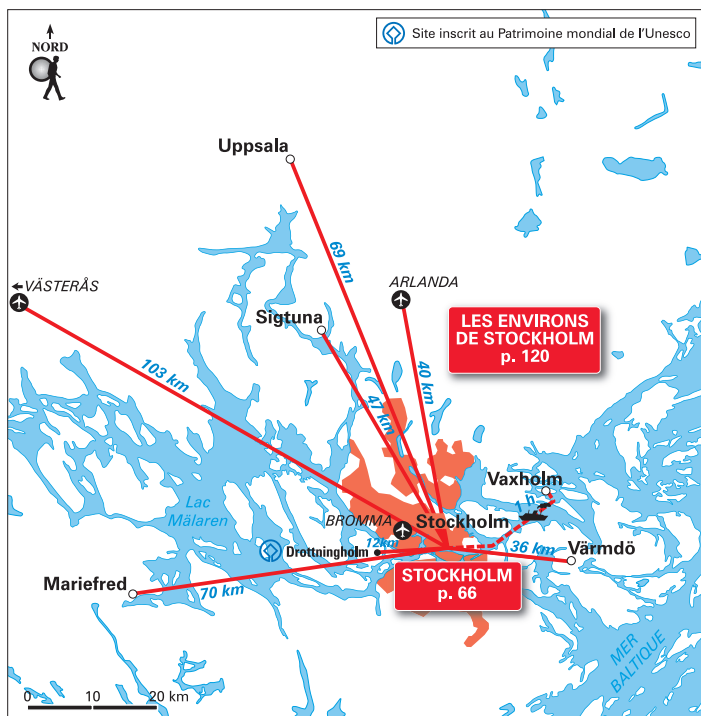 NORD
Site inscrit au Patrimoine mondial de l'Unesco
Uppsala
69 km
VÄSTERÅS
ARLANDA
Sigtuna
LES ENVIRONS
DE STOCKHOLM
p. 120
103 km
40 km
47 km
Vaxholm
Lac
Mälaren
1 h
BROMMA
Stockholm
Drottningholm
12km
36 km
Värmdö
STOCKHOLM
p. 66
Mariefred
70 km
MER
BALTIQUE
0 10 20 km